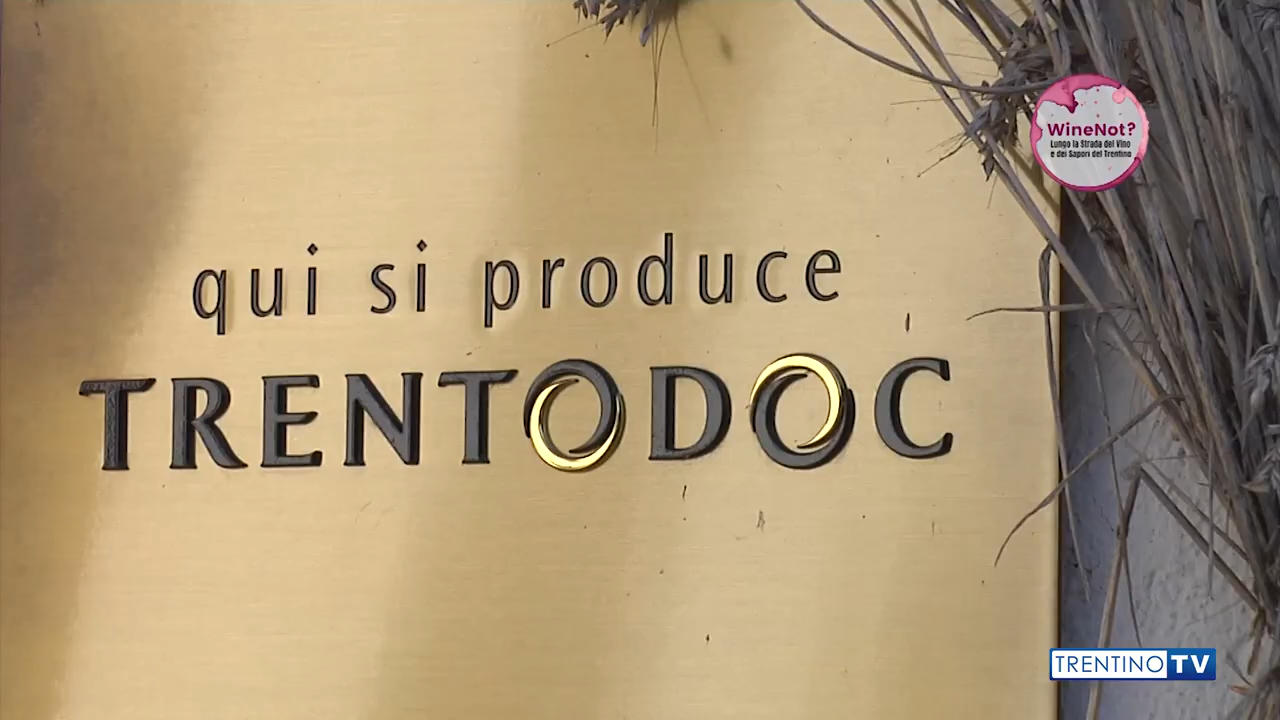 WineNot?
Lungo la Strada del Vino
e dei Sapori del Trentino
qui si produce
TRENTODOC
TRENTINO TV